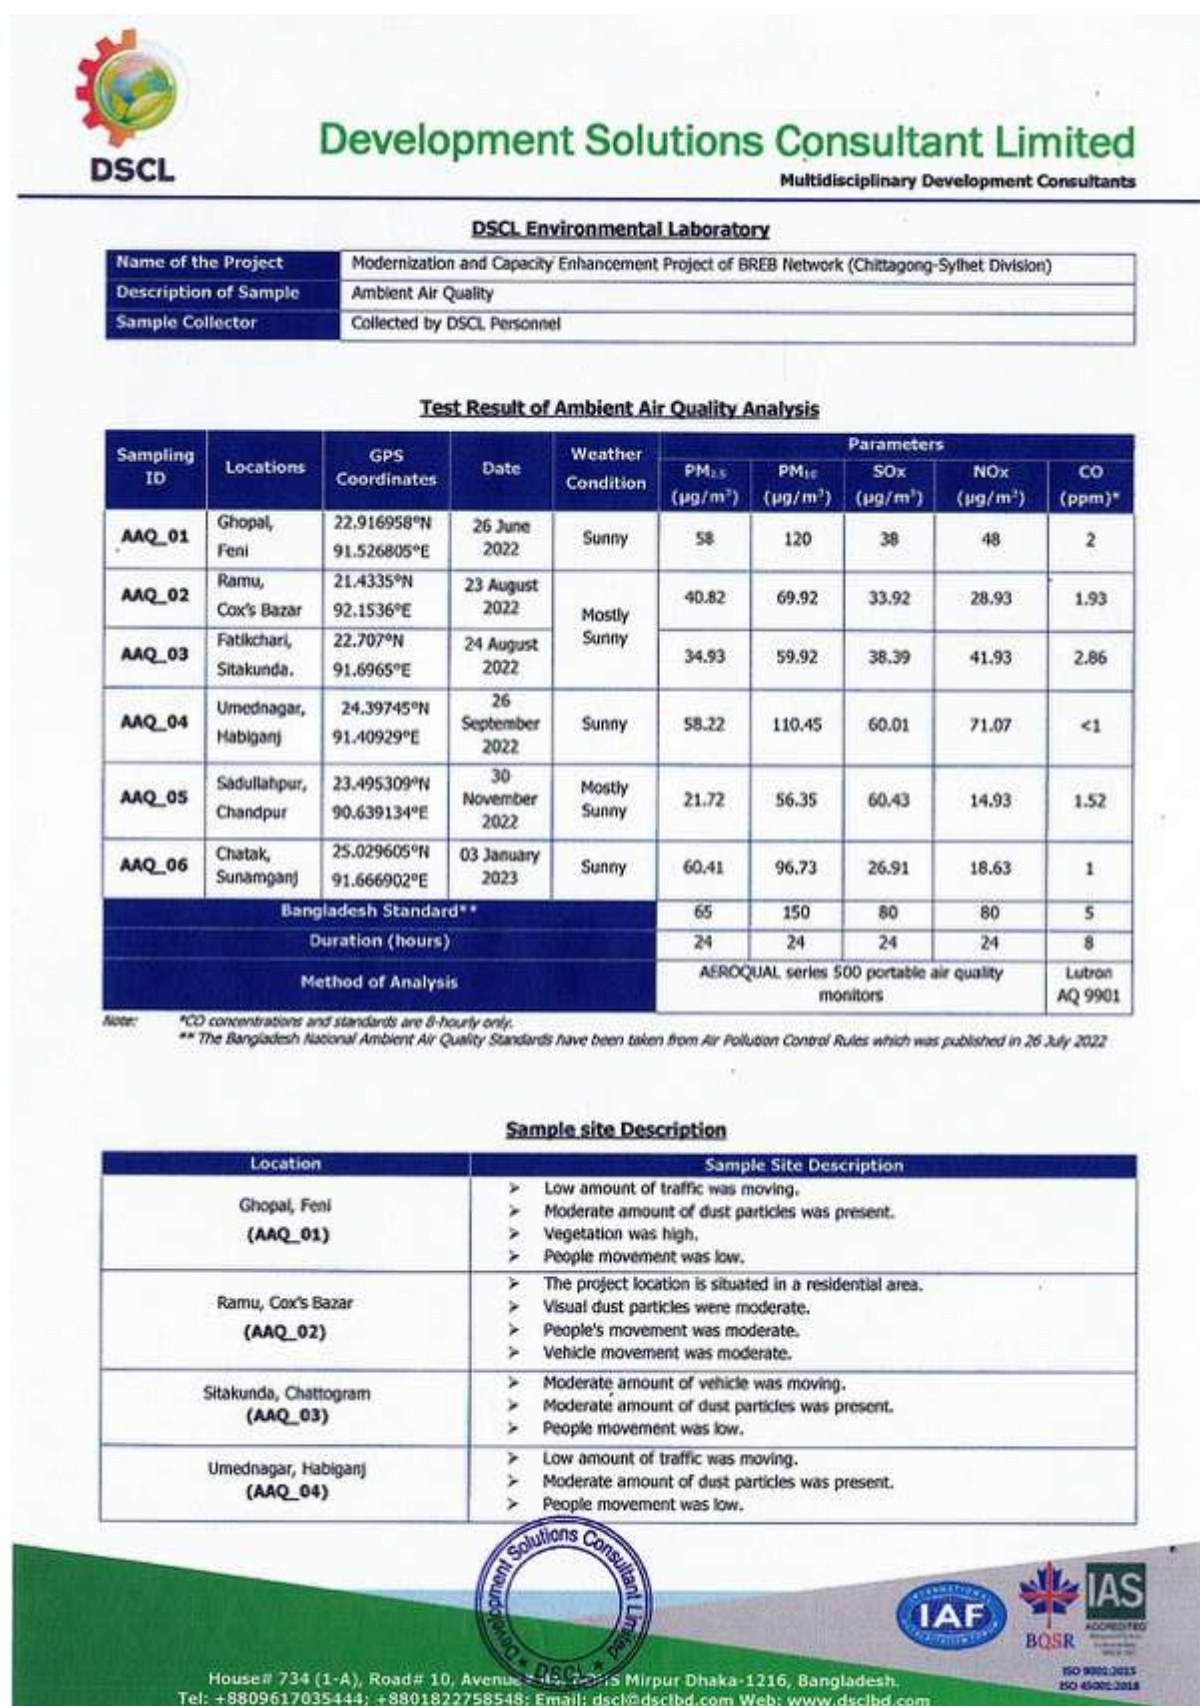 DSCL
Development Solutions Consultant Limited
Multidisciplinary Development Consultants
DSCL Environmental Laboratory
Name of the Project Modernization and Capacity Enhancement Project of BREB Network (Chittagong-Sylhet Division)
Description of Sample Ambient Air Quality
Sample Collector Collected by DSCL Personnel
Test Result of Ambient Air Quality Analysis
Sampling ID Locations GPS Coordinates Date Weather Condition Parameters
PM2.5 (µg/m³) PM10 (µg/m³) SOx (µg/m³) NOx (µg/m³) CO (ppm)*
AAQ_01 Ghopal, Feni 22.916958°N 91.526805°E 26 June 2022 Sunny 58 120 38 48 2
AAQ_02 Ramu, Cox's Bazar 21.4335°N 92.1536°E 23 August 2022 Mostly Sunny 40.82 69.92 33.92 28.93 1.93
AAQ_03 Fatikchari, Sitakunda. 22.707°N 91.6965°E 24 August 2022 34.93 59.92 38.39 41.93 2.86
AAQ_04 Umednagar, Habiganj 24.39745°N 91.40929°E 26 September 2022 Sunny 58.22 110.45 60.01 71.07 <1
AAQ_05 Sadullahpur, Chandpur 23.495309°N 90.639134°E 30 November 2022 Mostly Sunny 21.72 56.35 60.43 14.93 1.52
AAQ_06 Chatak, Sunamganj 25.029605°N 91.666902°E 03 January 2023 Sunny 60.41 96.73 26.91 18.63 1
Bangladesh Standard** 65 150 80 80 5
Duration (hours) 24 24 24 24 8
Method of Analysis AEROQUAL series 500 portable air quality monitors Lutron AQ 9901
Note: *CO concentrations and standards are 8-hourly only.
** The Bangladesh National Ambient Air Quality Standards have been taken from Air Pollution Control Rules which was published in 26 July 2022
Sample site Description
Location Sample Site Description
Ghopal, Feni
(AAQ_01)
➢ Low amount of traffic was moving.
➢ Moderate amount of dust particles was present.
➢ Vegetation was high.
➢ People movement was low.
Ramu, Cox's Bazar
(AAQ_02)
➢ The project location is situated in a residential area.
➢ Visual dust particles were moderate.
➢ People's movement was moderate.
➢ Vehicle movement was moderate.
Sitakunda, Chattogram
(AAQ_03)
➢ Moderate amount of vehicle was moving.
➢ Moderate amount of dust particles was present.
➢ People movement was low.
Umednagar, Habiganj
(AAQ_04)
➢ Low amount of traffic was moving.
➢ Moderate amount of dust particles was present.
➢ People movement was low.
Development Solutions Consultant Limited
★ DSCL ★
IAF
BQSR
IAS
ACCREDITED
ISO 9001:2015
ISO 45001:2018
House# 734 (1-A), Road# 10, Mirpur Dhaka-1216, Bangladesh.
Tel: +8809617035444; +8801822758548; Email: dscl@dsclbd.com Web: www.dsclbd.com